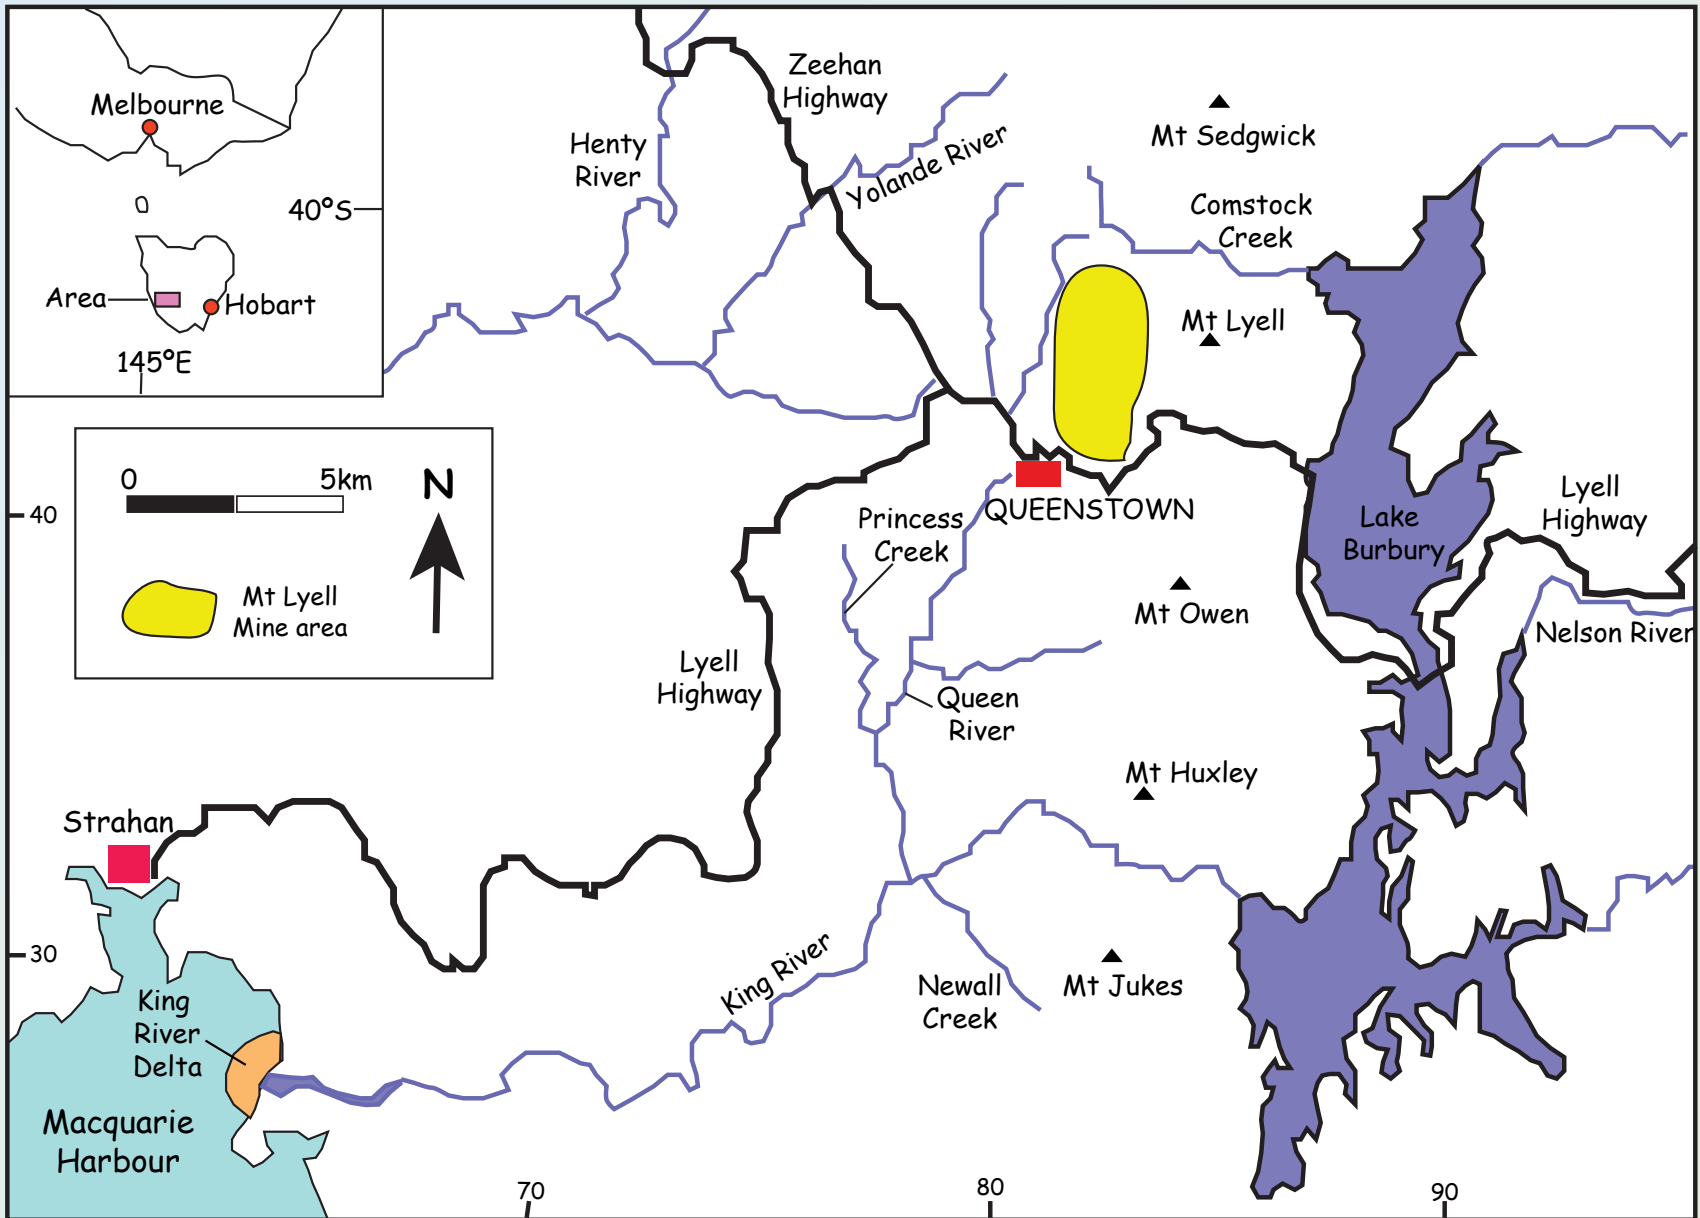 Melbourne
40°S
Area
Hobart
145°E
0
5km
N
Mt Lyell
Mine area
Zeehan
Highway
Henty
River
Yolande River
Mt Sedgwick
Comstock
Creek
Mt Lyell
QUEENSTOWN
Princess
Creek
Lake
Burbury
Lyell
Highway
Mt Owen
Nelson River
Lyell
Highway
Queen
River
Mt Huxley
Strahan
King River
Newall
Creek
Mt Jukes
King
River
Delta
Macquarie
Harbour
40
30
70
80
90